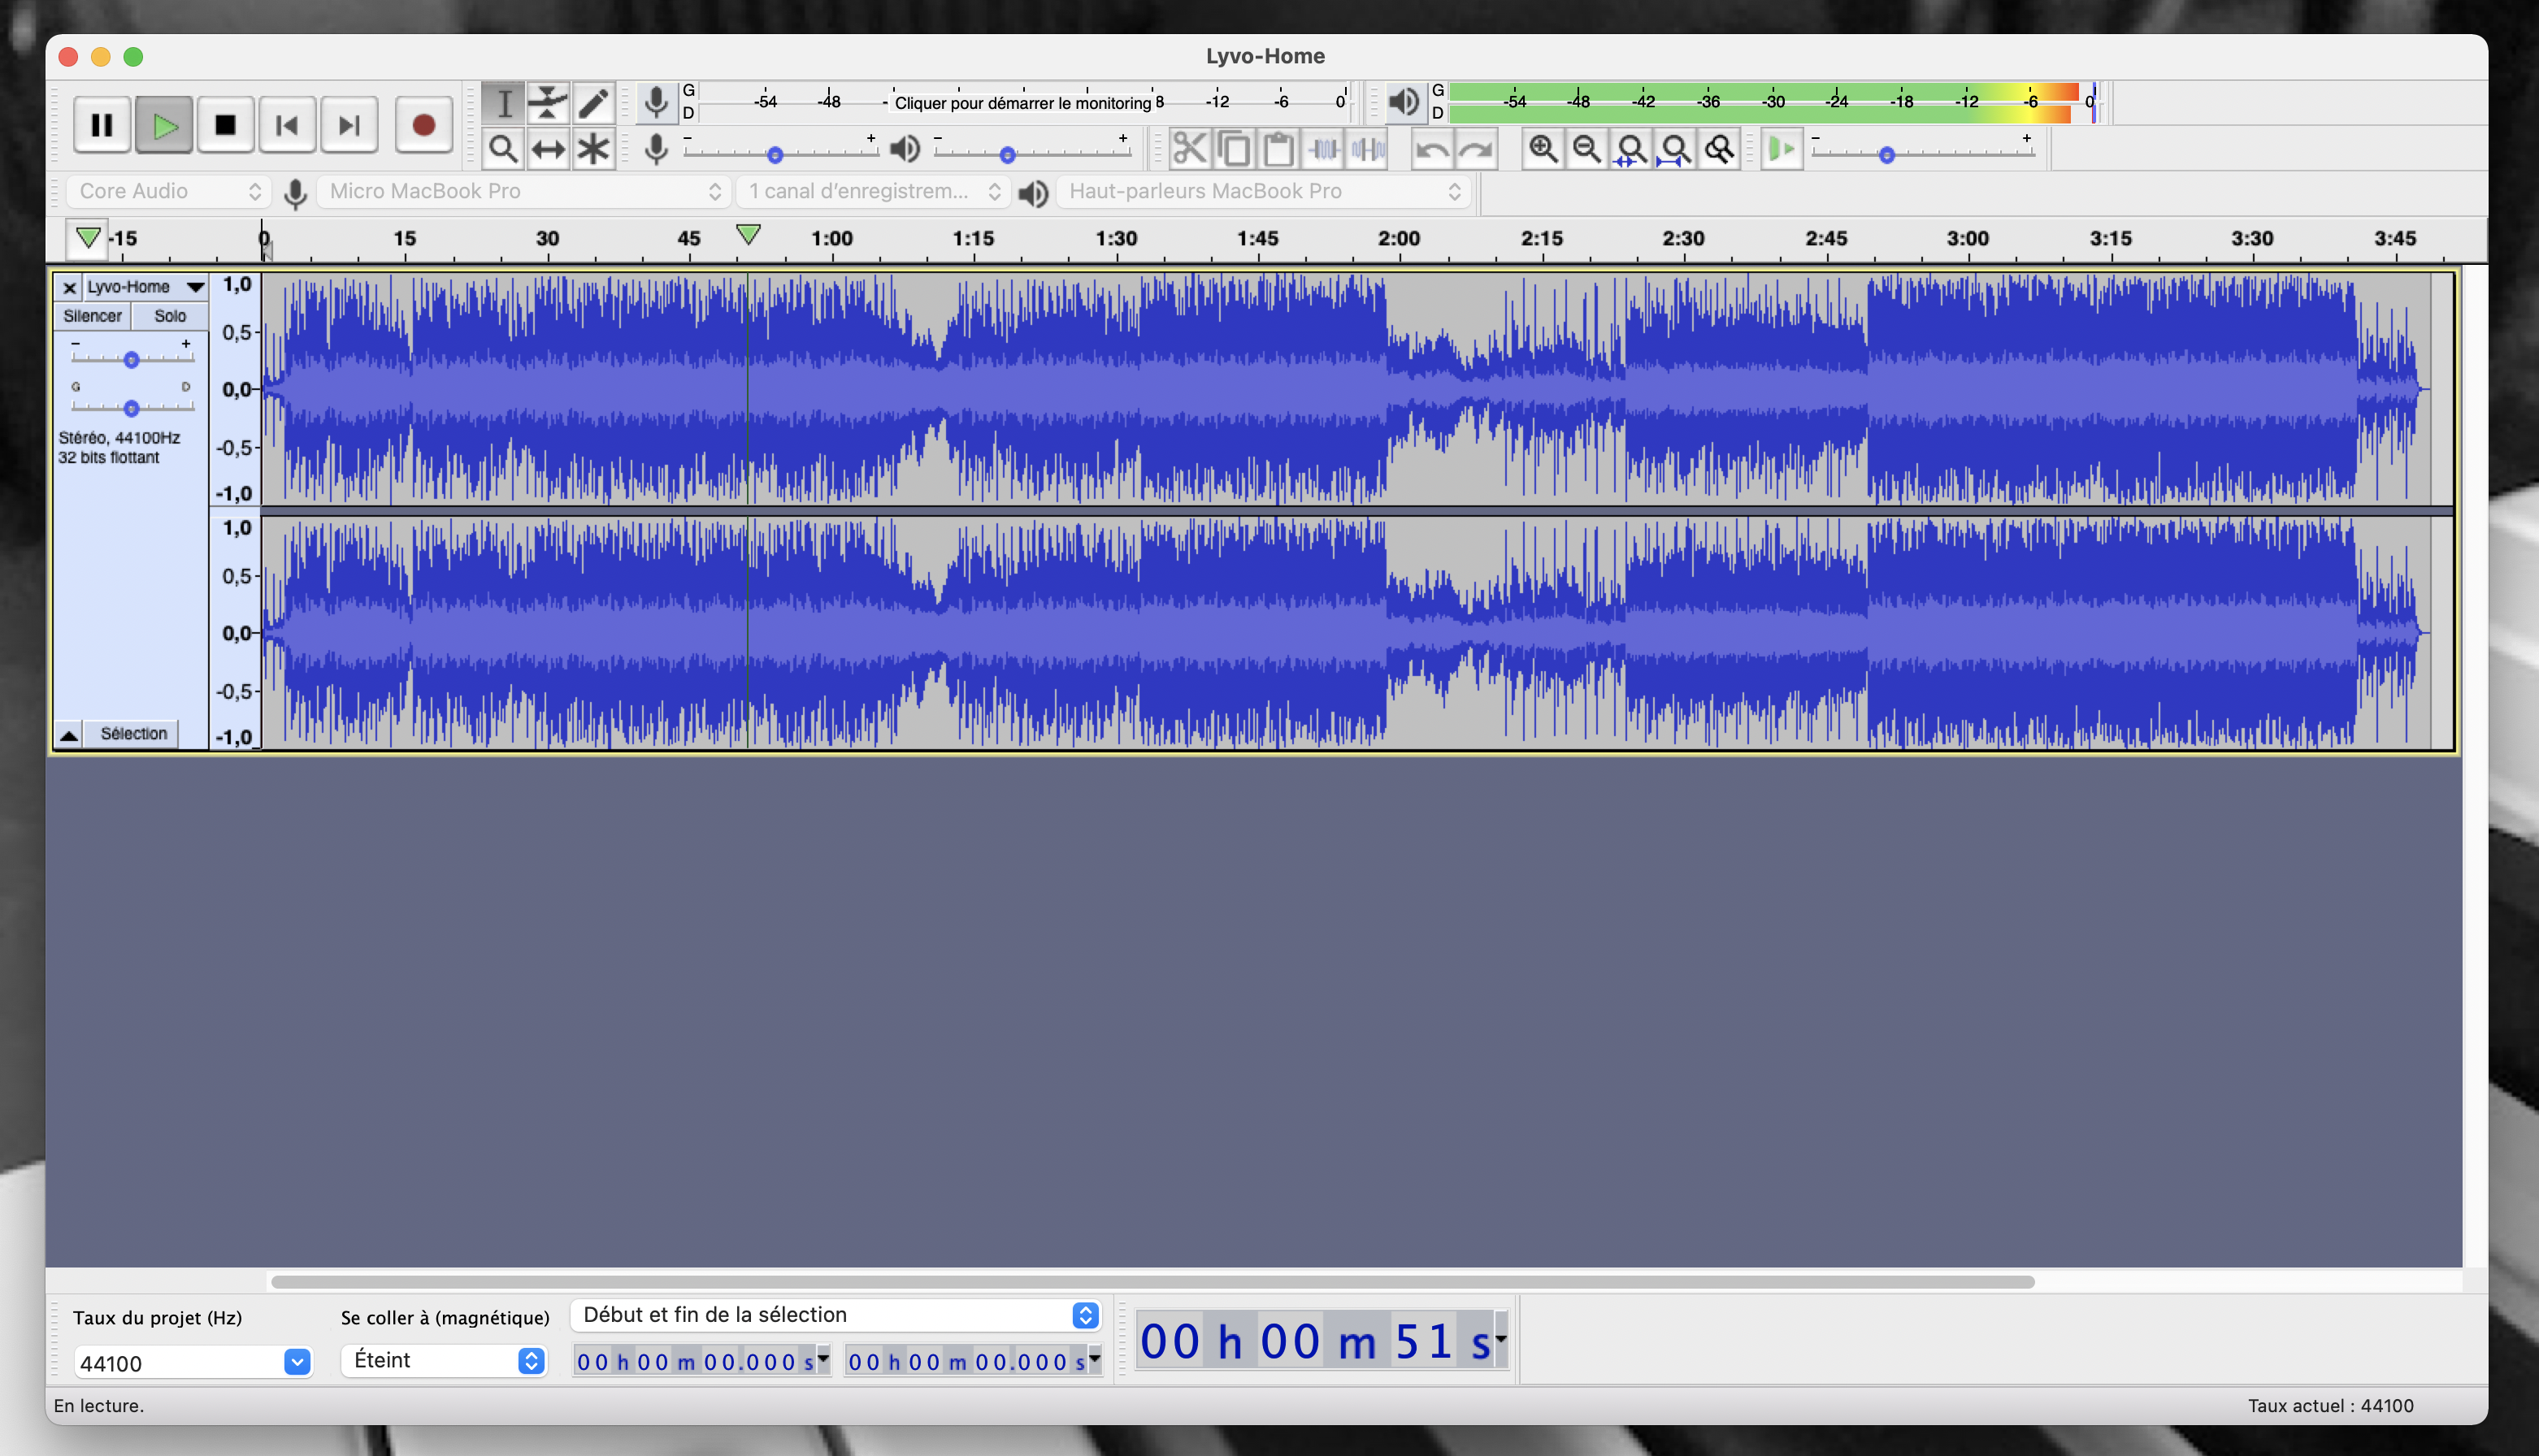 Lyvo-Home
G
D
-54 -48 - Cliquer pour démarrer le monitoring 8 -12 -6 0
G
D
-54 -48 -42 -36 -30 -24 -18 -12 -6 0
- +
- +
- +
Core Audio Micro MacBook Pro 1 canal d’enregistrem... Haut-parleurs MacBook Pro
-15 0 15 30 45 1:00 1:15 1:30 1:45 2:00 2:15 2:30 2:45 3:00 3:15 3:30 3:45
Lyvo-Home
Silencer Solo
- +
G D
Stéréo, 44100Hz
32 bits flottant
1,0
0,5
0,0
-0,5
-1,0
1,0
0,5
0,0
-0,5
-1,0
Sélection
Taux du projet (Hz) Se coller à (magnétique) Début et fin de la sélection
44100 Éteint 00 h 00 m 00.000 s 00 h 00 m 00.000 s
00 h 00 m 51 s
En lecture. Taux actuel : 44100